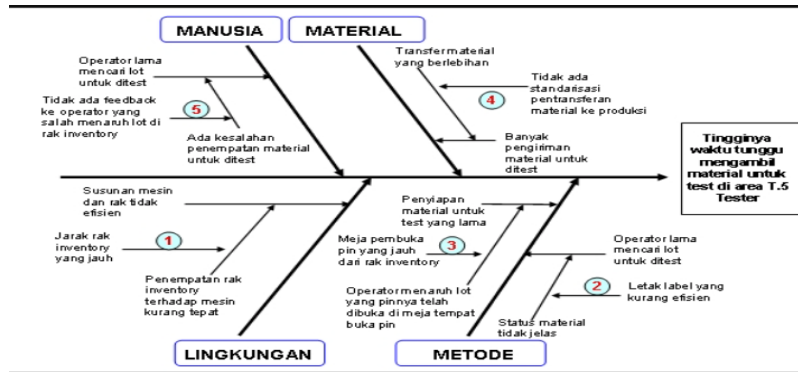 MANUSIA
MATERIAL
Operator lama
mencari lot
untuk ditest
Tidak ada feedback
ke operator yang
salah menaruh lot di
rak inventory
5
Ada kesalahan
penempatan material
untuk ditest
Transfer material
yang berlebihan
4
Tidak ada
standarisasi
pentransferan
material ke produksi
Banyak
pengiriman
material untuk
ditest
Tingginya
waktu tunggu
mengambil
material untuk
test di area T.5
Tester
Susunan mesin
dan rak tidak
efisien
Jarak rak
inventory
yang jauh
1
Penempatan rak
inventory
terhadap mesin
kurang tepat
Penyiapan
material untuk
test yang lama
Meja pembuka
pin yang jauh
dari rak inventory
3
Operator menaruh lot
yang pinnya telah
dibuka di meja tempat
buka pin
Operator lama
mencari lot
untuk ditest
2
Letak label yang
kurang efisien
Status material
tidak jelas
LINGKUNGAN
METODE